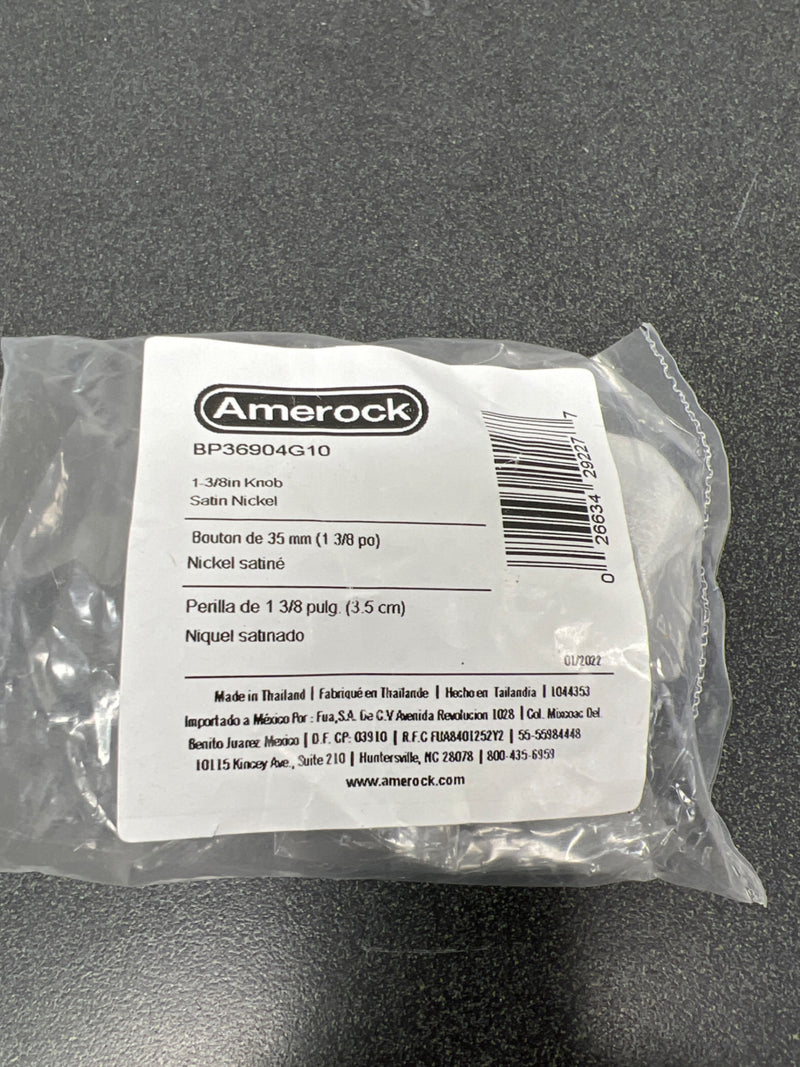 Amerock
BP36904G10
1-3/8in Knob
Satin Nickel
Bouton de 35 mm (1 3/8 po)
Nickel satiné
Perilla de 1 3/8 pulg. (3.5 cm)
Niquel satinado
0 26634 29227 7
01/2022
Made in Thailand | Fabriqué en Thaïlande | Hecho en Tailandia | 1044353
Importado a México Por : Fua,S.A. De C.V Avenida Revolucion 1028 | Col. Mixcoac Del.
Benito Juarez Mexico | D.F. CP: 03910 | R.F.C FUA8401252Y2 | 55-55984448
10115 Kincey Ave., Suite 210 | Huntersville, NC 28078 | 800-435-6959
www.amerock.com